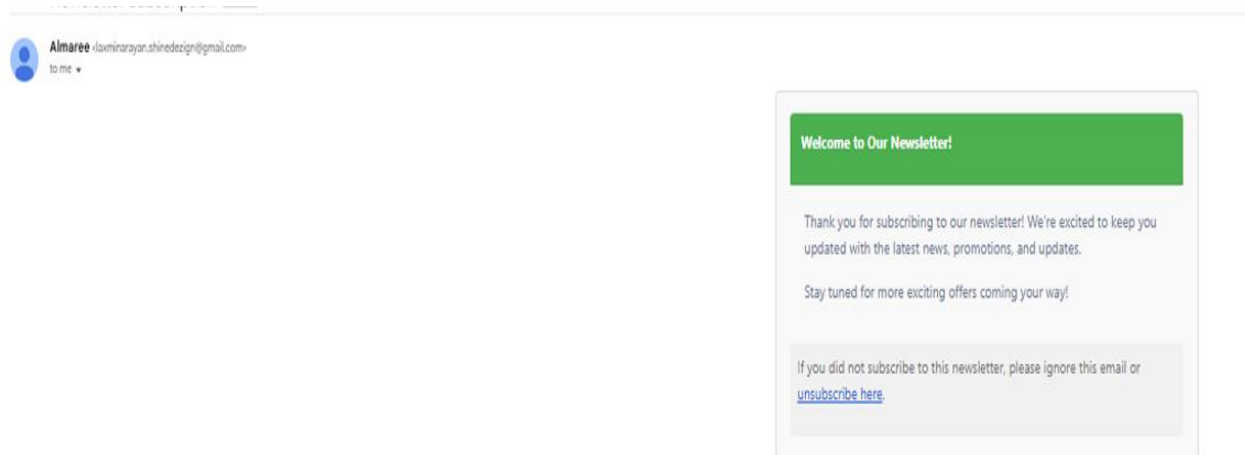 Newsletter Subscription
Almaree <laxminarayan.shinedezign@gmail.com>
to me
Welcome to Our Newsletter!
Thank you for subscribing to our newsletter! We're excited to keep you
updated with the latest news, promotions, and updates.
Stay tuned for more exciting offers coming your way!
If you did not subscribe to this newsletter, please ignore this email or
unsubscribe here.